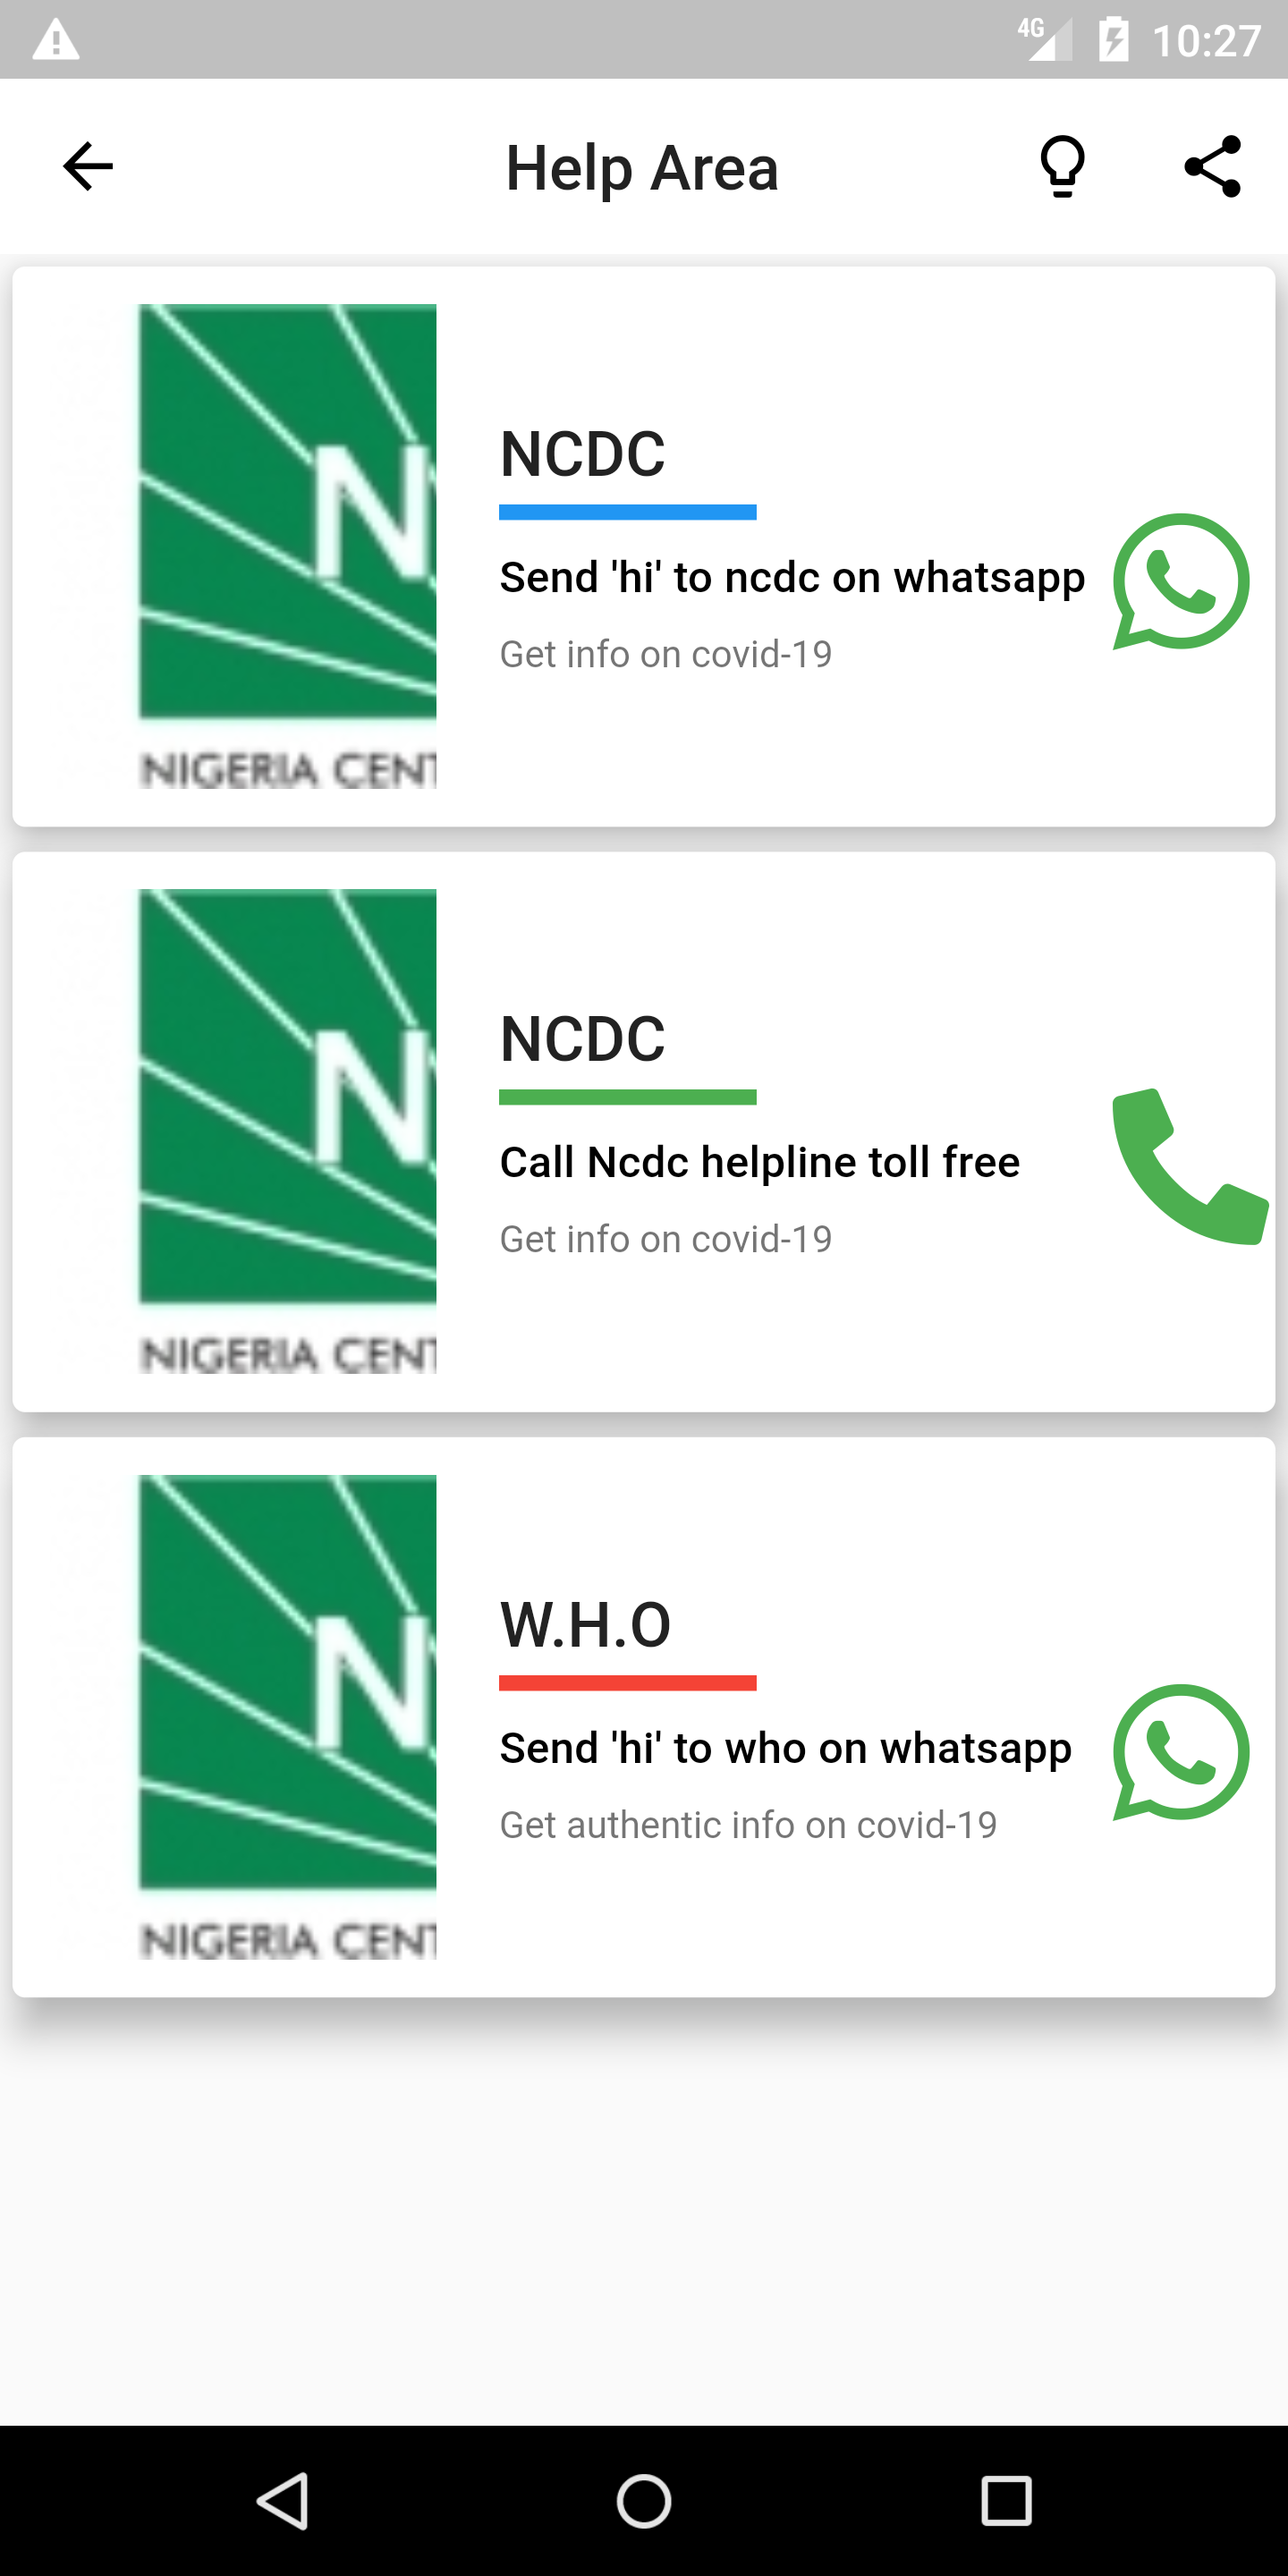 4G 10:27
Help Area
N
NIGERIA CENT
NCDC
Send 'hi' to ncdc on whatsapp
Get info on covid-19
N
NIGERIA CENT
NCDC
Call Ncdc helpline toll free
Get info on covid-19
N
NIGERIA CENT
W.H.O
Send 'hi' to who on whatsapp
Get authentic info on covid-19